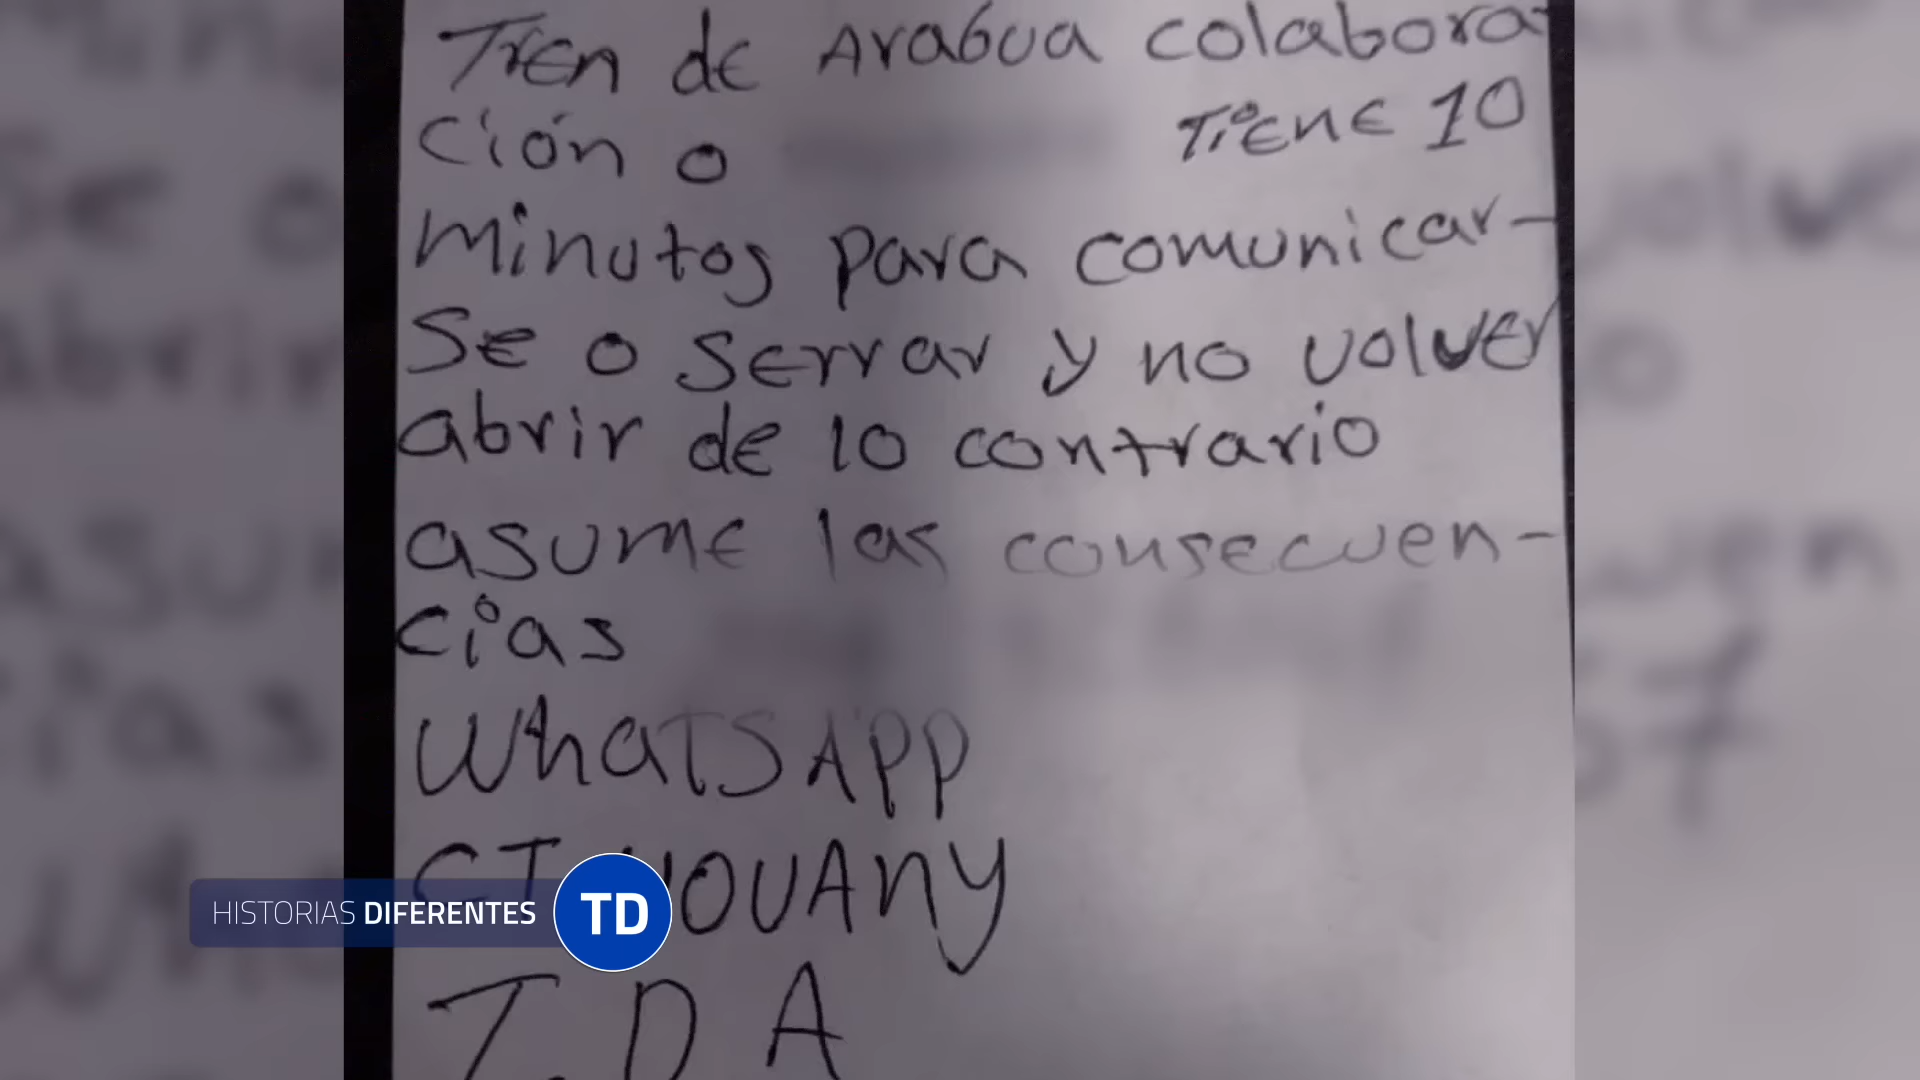 Tren de Aragua colabora-
ción o Tiene 10
minutos para comunicar-
se o serrar y no volver
abrir de lo contrario
asume las consecuen-
cias
WhatsApp
CT
T.D.A
HISTORIAS DIFERENTES TD